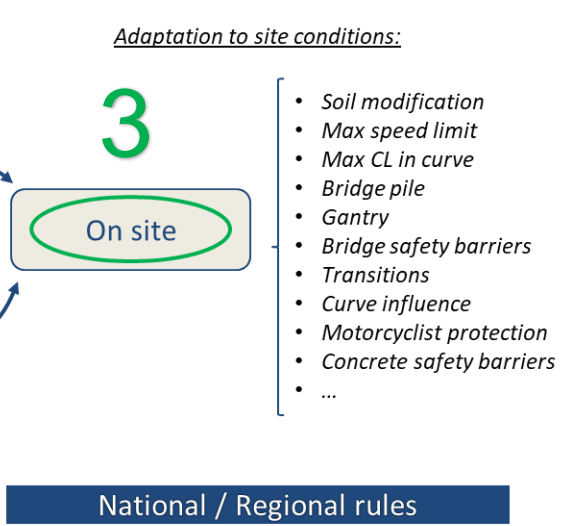 Adaptation to site conditions:
3
On site
• Soil modification
• Max speed limit
• Max CL in curve
• Bridge pile
• Gantry
• Bridge safety barriers
• Transitions
• Curve influence
• Motorcyclist protection
• Concrete safety barriers
• ...
National / Regional rules